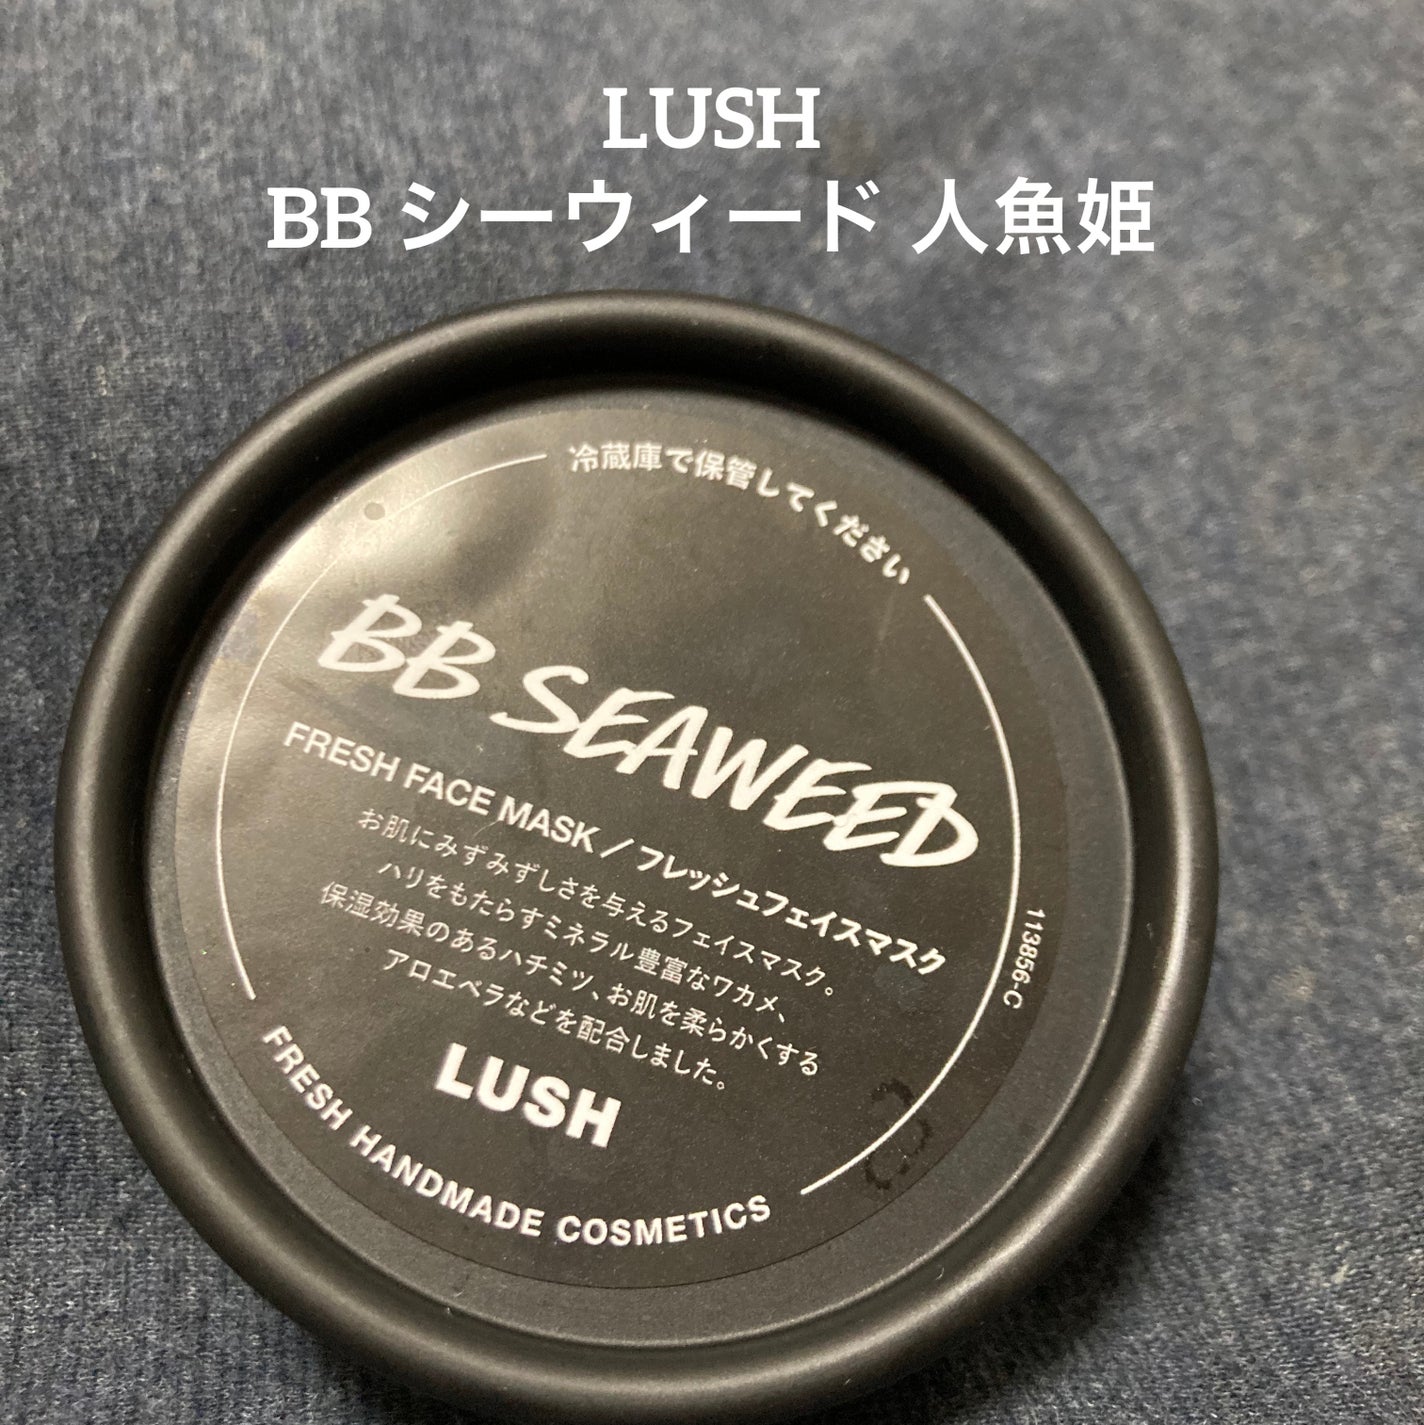 LUSH
BB シーウィード 人魚姫
冷蔵庫で保管してください
BB SEAWEED
FRESH FACE MASK／フレッシュフェイスマスク
お肌にみずみずしさを与えるフェイスマスク。
ハリをもたらすミネラル豊富なワカメ、
保湿効果のあるハチミツ、お肌を柔らかくする
アロエベラなどを配合しました。
LUSH
FRESH HANDMADE COSMETICS
113856-C